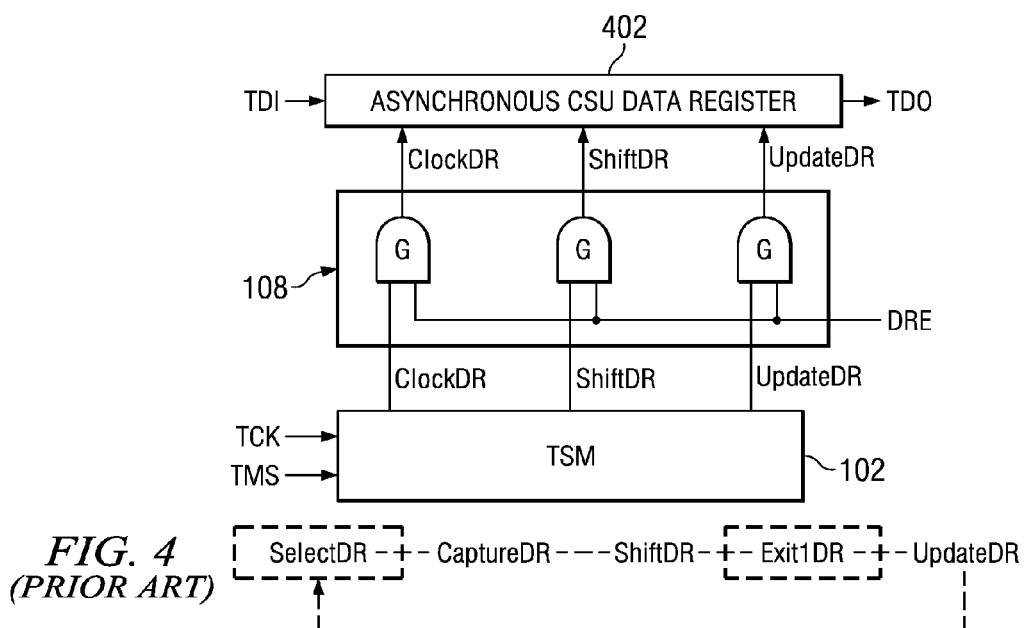 402
TDI ASYNCHRONOUS CSU DATA REGISTER TDO
ClockDR ShiftDR UpdateDR
G G G
108
DRE
ClockDR ShiftDR UpdateDR
TCK
TSM
TMS
102
FIG. 4
(PRIOR ART)
SelectDR CaptureDR ShiftDR Exit1DR UpdateDR